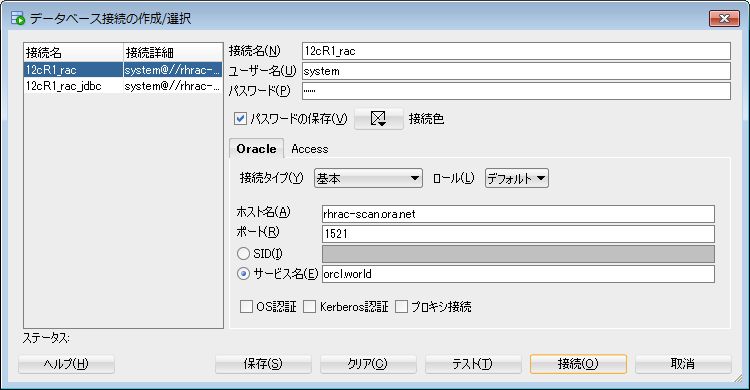 データベース接続の作成/選択
接続名 接続詳細
12cR1_rac system@//rhrac-...
12cR1_rac_jdbc system@//rhrac-...
接続名(N) 12cR1_rac
ユーザー名(U) system
パスワード(P) ••••••
パスワードの保存(V) 接続色
Oracle Access
接続タイプ(Y) 基本 ロール(L) デフォルト
ホスト名(A) rhrac-scan.ora.net
ポート(R) 1521
SID(I)
サービス名(E) orcl.world
OS認証 Kerberos認証 プロキシ接続
ステータス:
ヘルプ(H) 保存(S) クリア(C) テスト(T) 接続(O) 取消